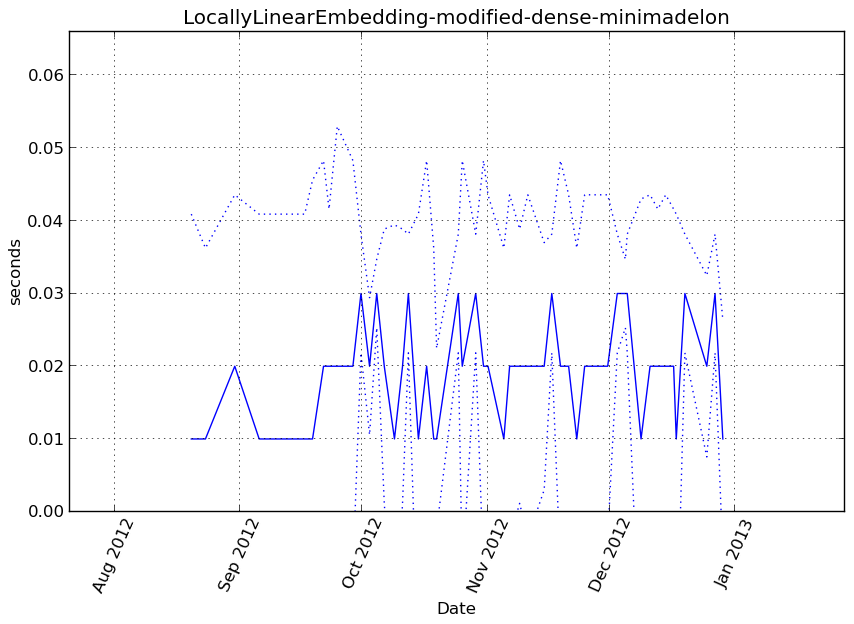 LocallyLinearEmbedding-modified-dense-minimadelon
0.06
0.05
0.04
0.03
0.02
0.01
0.00
seconds
Aug 2012
Sep 2012
Oct 2012
Nov 2012
Dec 2012
Jan 2013
Date